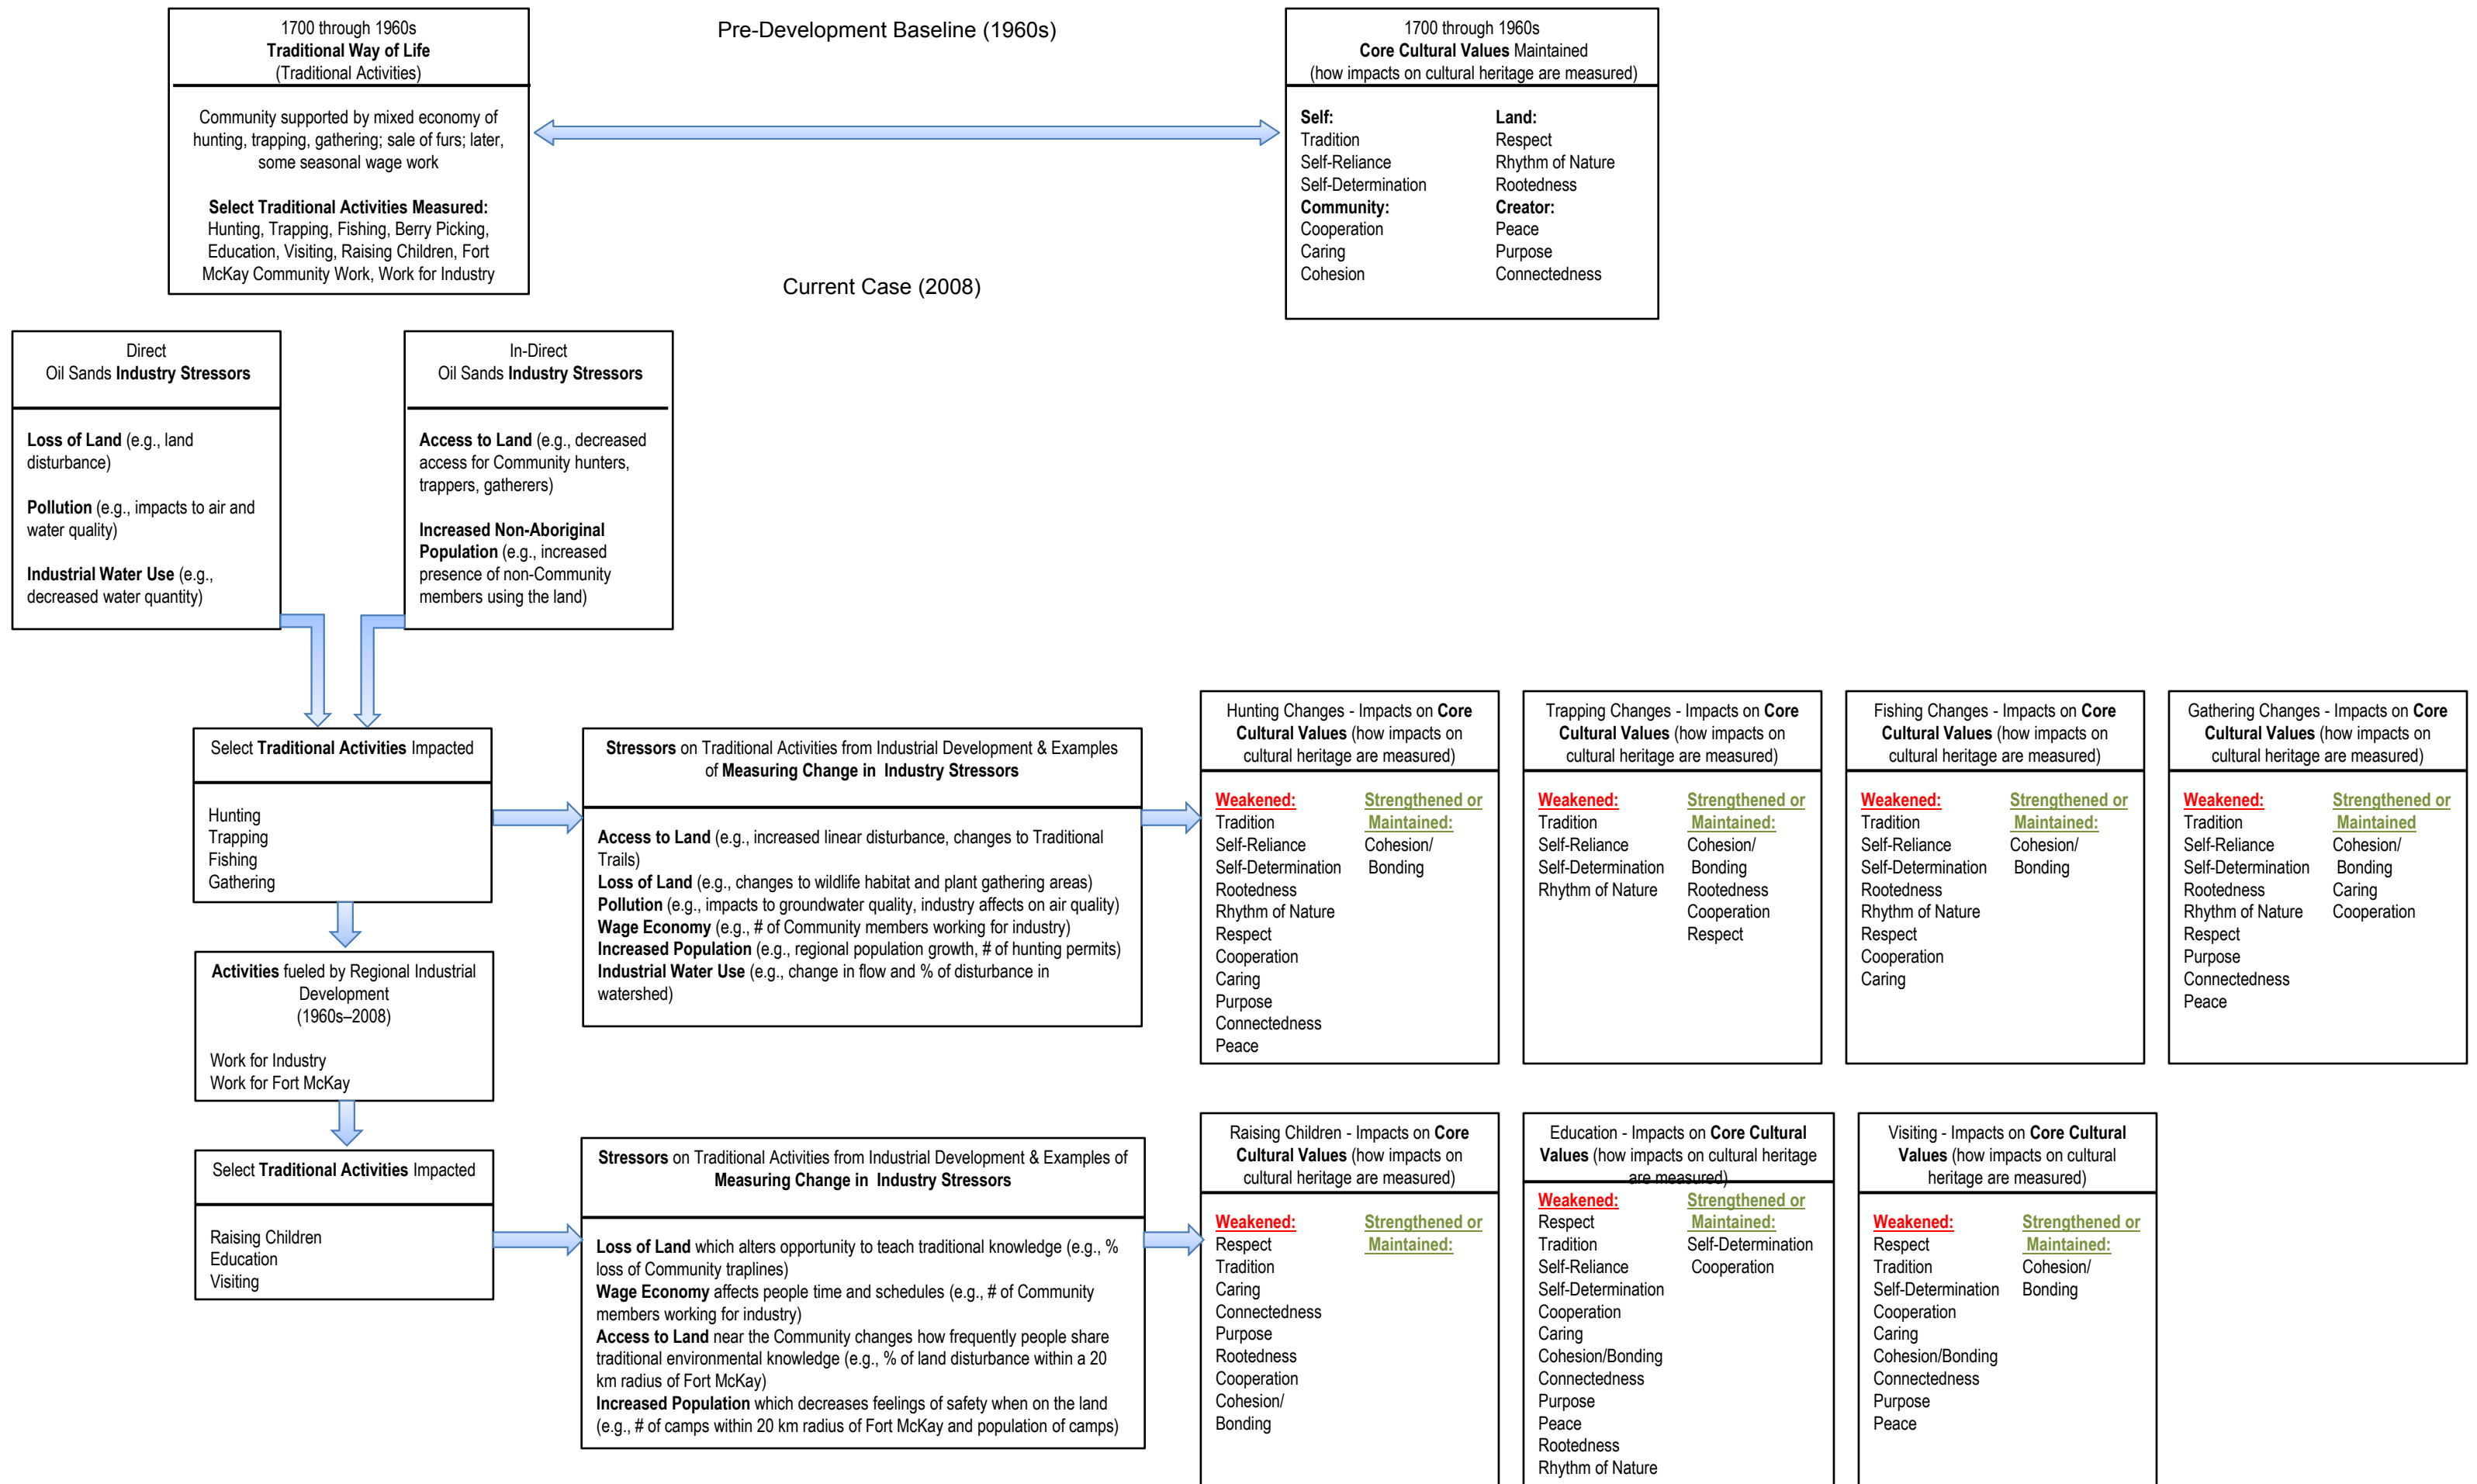 1700 through 1960s
Traditional Way of Life
(Traditional Activities)
Community supported by mixed economy of
hunting, trapping, gathering; sale of furs; later,
some seasonal wage work
Select Traditional Activities Measured:
Hunting, Trapping, Fishing, Berry Picking,
Education, Visiting, Raising Children, Fort
McKay Community Work, Work for Industry
Pre-Development Baseline (1960s)
1700 through 1960s
Core Cultural Values Maintained
(how impacts on cultural heritage are measured)
Self:
Tradition
Self-Reliance
Self-Determination
Community:
Cooperation
Caring
Cohesion
Land:
Respect
Rhythm of Nature
Rootedness
Creator:
Peace
Purpose
Connectedness
Current Case (2008)
Direct
Oil Sands Industry Stressors
Loss of Land (e.g., land
disturbance)
Pollution (e.g., impacts to air and
water quality)
Industrial Water Use (e.g.,
decreased water quantity)
In-Direct
Oil Sands Industry Stressors
Access to Land (e.g., decreased
access for Community hunters,
trappers, gatherers)
Increased Non-Aboriginal
Population (e.g., increased
presence of non-Community
members using the land)
Select Traditional Activities Impacted
Hunting
Trapping
Fishing
Gathering
Stressors on Traditional Activities from Industrial Development & Examples
of Measuring Change in Industry Stressors
Access to Land (e.g., increased linear disturbance, changes to Traditional
Trails)
Loss of Land (e.g., changes to wildlife habitat and plant gathering areas)
Pollution (e.g., impacts to groundwater quality, industry affects on air quality)
Wage Economy (e.g., # of Community members working for industry)
Increased Population (e.g., regional population growth, # of hunting permits)
Industrial Water Use (e.g., change in flow and % of disturbance in
watershed)
Hunting Changes - Impacts on Core
Cultural Values (how impacts on
cultural heritage are measured)
Weakened:
Tradition
Self-Reliance
Self-Determination
Rootedness
Rhythm of Nature
Respect
Cooperation
Caring
Purpose
Connectedness
Peace
Strengthened or
Maintained:
Cohesion/
Bonding
Trapping Changes - Impacts on Core
Cultural Values (how impacts on
cultural heritage are measured)
Weakened:
Tradition
Self-Reliance
Self-Determination
Rhythm of Nature
Strengthened or
Maintained:
Cohesion/
Bonding
Rootedness
Cooperation
Respect
Fishing Changes - Impacts on Core
Cultural Values (how impacts on
cultural heritage are measured)
Weakened:
Tradition
Self-Reliance
Self-Determination
Rootedness
Rhythm of Nature
Respect
Cooperation
Caring
Strengthened or
Maintained:
Cohesion/
Bonding
Gathering Changes - Impacts on Core
Cultural Values (how impacts on
cultural heritage are measured)
Weakened:
Tradition
Self-Reliance
Self-Determination
Rootedness
Rhythm of Nature
Respect
Purpose
Connectedness
Peace
Strengthened or
Maintained
Cohesion/
Bonding
Caring
Cooperation
Activities fueled by Regional Industrial
Development
(1960s–2008)
Work for Industry
Work for Fort McKay
Select Traditional Activities Impacted
Raising Children
Education
Visiting
Stressors on Traditional Activities from Industrial Development & Examples of
Measuring Change in Industry Stressors
Loss of Land which alters opportunity to teach traditional knowledge (e.g., %
loss of Community traplines)
Wage Economy affects people time and schedules (e.g., # of Community
members working for industry)
Access to Land near the Community changes how frequently people share
traditional environmental knowledge (e.g., % of land disturbance within a 20
km radius of Fort McKay)
Increased Population which decreases feelings of safety when on the land
(e.g., # of camps within 20 km radius of Fort McKay and population of camps)
Raising Children - Impacts on Core
Cultural Values (how impacts on
cultural heritage are measured)
Weakened:
Respect
Tradition
Caring
Connectedness
Purpose
Rootedness
Cooperation
Cohesion/
Bonding
Strengthened or
Maintained:
Education - Impacts on Core Cultural
Values (how impacts on cultural heritage
are measured)
Weakened:
Respect
Tradition
Self-Reliance
Self-Determination
Cooperation
Caring
Cohesion/Bonding
Connectedness
Purpose
Peace
Rootedness
Rhythm of Nature
Strengthened or
Maintained:
Self-Determination
Cooperation
Visiting - Impacts on Core Cultural
Values (how impacts on cultural
heritage are measured)
Weakened:
Respect
Tradition
Self-Determination
Cooperation
Caring
Cohesion/Bonding
Connectedness
Purpose
Peace
Strengthened or
Maintained:
Cohesion/
Bonding